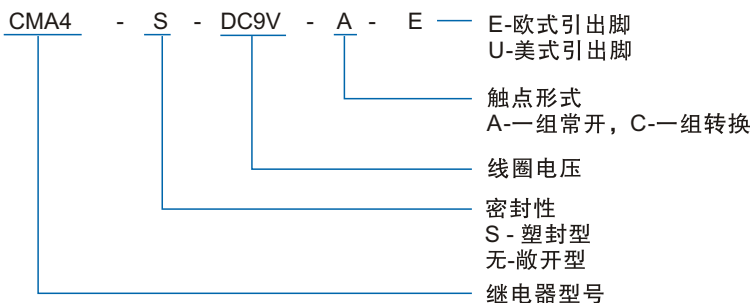 CMA4 - S - DC9V - A - E
E-欧式引出脚
U-美式引出脚
触点形式
A-一组常开，C-一组转换
线圈电压
密封性
S - 塑封型
无-敞开型
继电器型号